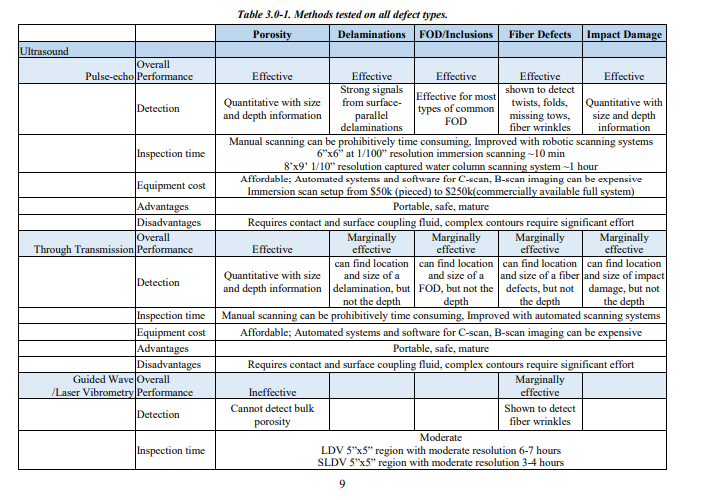 Table 3.0-1. Methods tested on all defect types.
Porosity Delaminations FOD/Inclusions Fiber Defects Impact Damage
Ultrasound
Pulse-echo Overall Performance Effective Effective Effective Effective Effective
Detection
Quantitative with size
and depth information
Strong signals
from surface-
parallel
delaminations
Effective for most
types of common
FOD
shown to detect
twists, folds,
missing tows,
fiber wrinkles
Quantitative with
size and depth
information
Inspection time
Manual scanning can be prohibitively time consuming, Improved with robotic scanning systems
6”x6” at 1/100” resolution immersion scanning ~10 min
8’x9’ 1/10” resolution captured water column scanning system ~1 hour
Equipment cost
Affordable; Automated systems and software for C-scan, B-scan imaging can be expensive
Immersion scan setup from $50k (pieced) to $250k(commercially available full system)
Advantages Portable, safe, mature
Disadvantages Requires contact and surface coupling fluid, complex contours require significant effort
Through Transmission
Overall
Performance
Effective
Marginally
effective
Marginally
effective
Marginally
effective
Marginally
effective
Detection
Quantitative with size
and depth information
can find location
and size of a
delamination, but
not the depth
can find location
and size of a
FOD, but not the
depth
can find location
and size of a fiber
defects, but not
the depth
can find location
and size of impact
damage, but not
the depth
Inspection time Manual scanning can be prohibitively time consuming, Improved with automated scanning systems
Equipment cost Affordable; Automated systems and software for C-scan, B-scan imaging can be expensive
Advantages Portable, safe, mature
Disadvantages Requires contact and surface coupling fluid, complex contours require significant effort
Guided Wave
/Laser Vibrometry
Overall
Performance
Ineffective
Marginally
effective
Detection
Cannot detect bulk
porosity
Shown to detect
fiber wrinkles
Inspection time
Moderate
LDV 5”x5” region with moderate resolution 6-7 hours
SLDV 5”x5” region with moderate resolution 3-4 hours
9